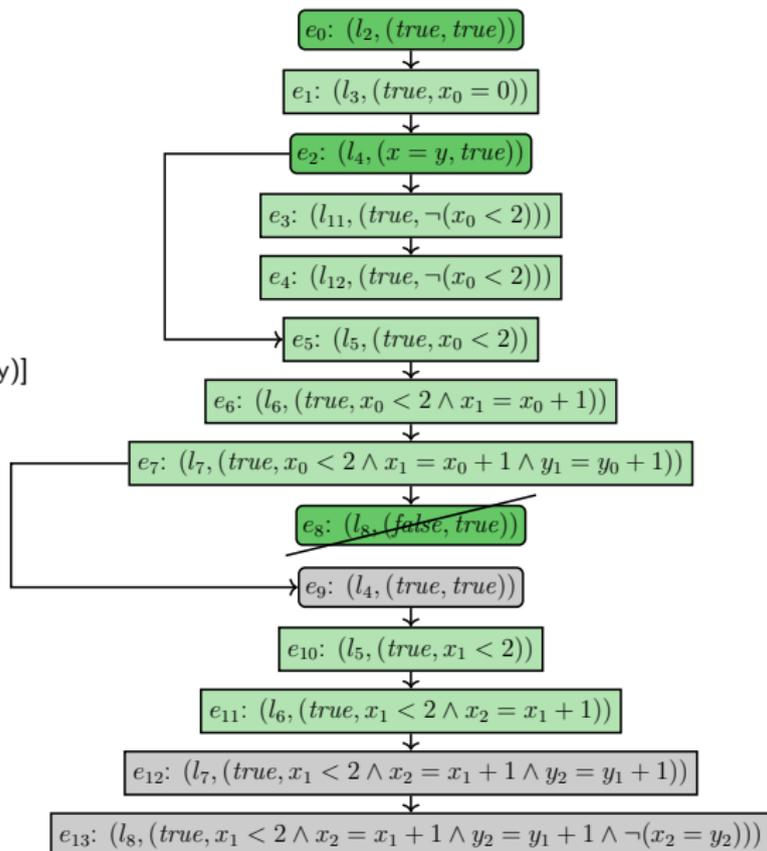 e₀: (l₂, (true, true))
e₁: (l₃, (true, x₀ = 0))
e₂: (l₄, (x = y, true))
e₃: (l₁₁, (true, ¬(x₀ < 2)))
e₄: (l₁₂, (true, ¬(x₀ < 2)))
e₅: (l₅, (true, x₀ < 2))
y)]
e₆: (l₆, (true, x₀ < 2 ∧ x₁ = x₀ + 1))
e₇: (l₇, (true, x₀ < 2 ∧ x₁ = x₀ + 1 ∧ y₁ = y₀ + 1))
e₈: (l₈, (false, true))
e₉: (l₄, (true, true))
e₁₀: (l₅, (true, x₁ < 2))
e₁₁: (l₆, (true, x₁ < 2 ∧ x₂ = x₁ + 1))
e₁₂: (l₇, (true, x₁ < 2 ∧ x₂ = x₁ + 1 ∧ y₂ = y₁ + 1))
e₁₃: (l₈, (true, x₁ < 2 ∧ x₂ = x₁ + 1 ∧ y₂ = y₁ + 1 ∧ ¬(x₂ = y₂)))